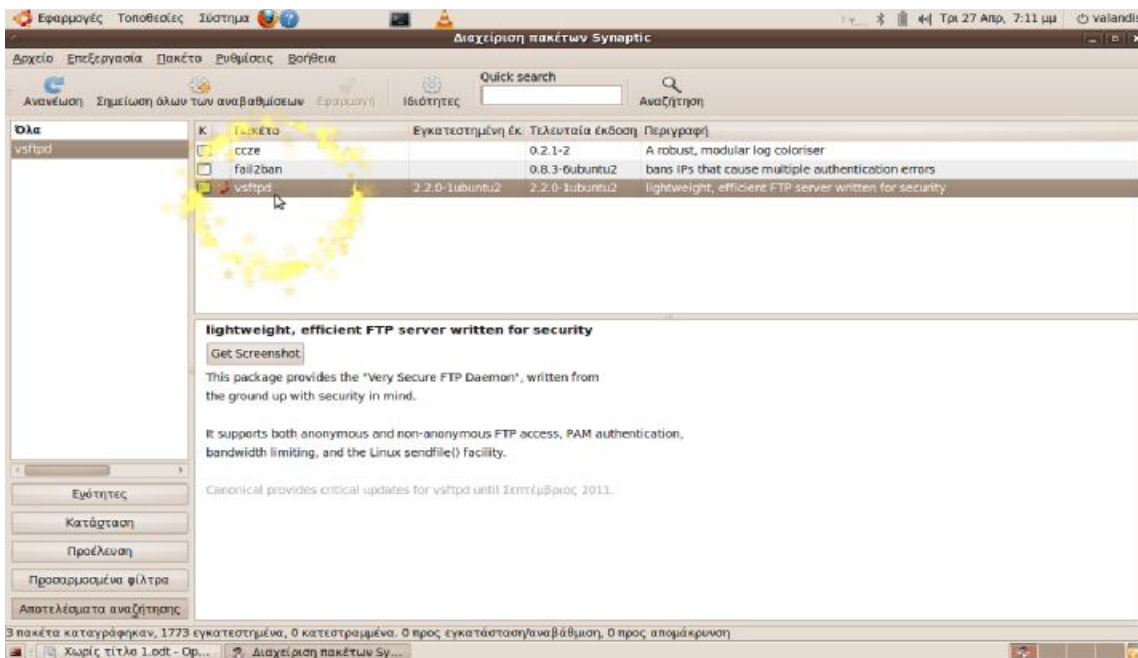 Εφαρμογές Τοποθεσίες Σύστημα
Τρι 27 Απρ, 7:11 μμ valandis
Διαχείριση πακέτων Synaptic
Αρχείο Επεξεργασία Πακέτο Ρυθμίσεις Βοήθεια
Quick search
Ανανέωση Σημείωση όλων των αναβαθμίσεων Εφαρμογή Ιδιότητες Αναζήτηση
Όλα
vsftpd
Κ Πακέτο Εγκατεστημένη έκ Τελευταία έκδοση Περιγραφή
ccze 0.2.1-2 A robust, modular log coloriser
fail2ban 0.8.3-6ubuntu2 bans IPs that cause multiple authentication errors
vsftpd 2.2.0-1ubuntu2 2.2.0-1ubuntu2 lightweight, efficient FTP server written for security
lightweight, efficient FTP server written for security
Get Screenshot
This package provides the "Very Secure FTP Daemon", written from
the ground up with security in mind.
It supports both anonymous and non-anonymous FTP access, PAM authentication,
bandwidth limiting, and the Linux sendfile() facility.
Canonical provides critical updates for vsftpd until Σεπτέμβριος 2011.
Ενότητες
Κατάσταση
Προέλευση
Προσαρμοσμένα φίλτρα
Αποτελέσματα αναζήτησης
3 πακέτα καταγράφηκαν, 1773 εγκατεστημένα, 0 κατεστραμμένα. 0 προς εγκατάσταση/αναβάθμιση, 0 προς απομάκρυνση
Χωρίς τίτλο 1.odt - Op... Διαχείριση πακέτων Sy...